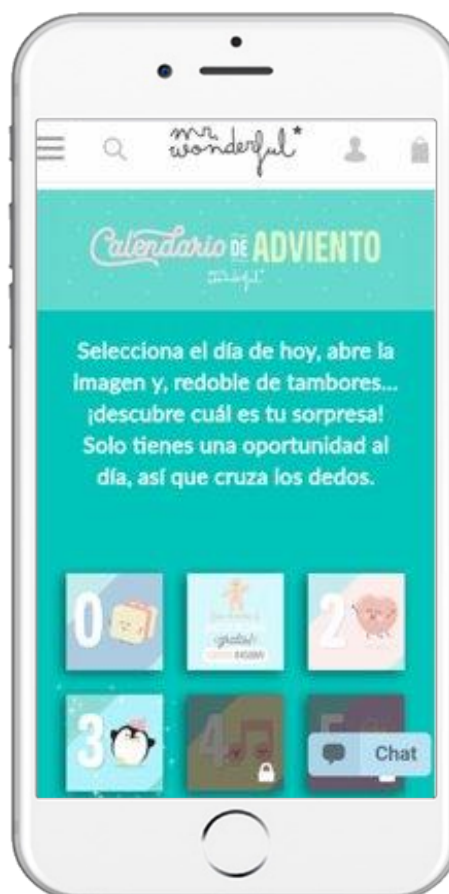 mr.
wonderful*
Calendario DE ADVIENTO
Selecciona el día de hoy, abre la
imagen y, redoble de tambores...
¡descubre cuál es tu sorpresa!
Solo tienes una oportunidad al
día, así que cruza los dedos.
0
¡gratis!
2
3
4
5
Chat